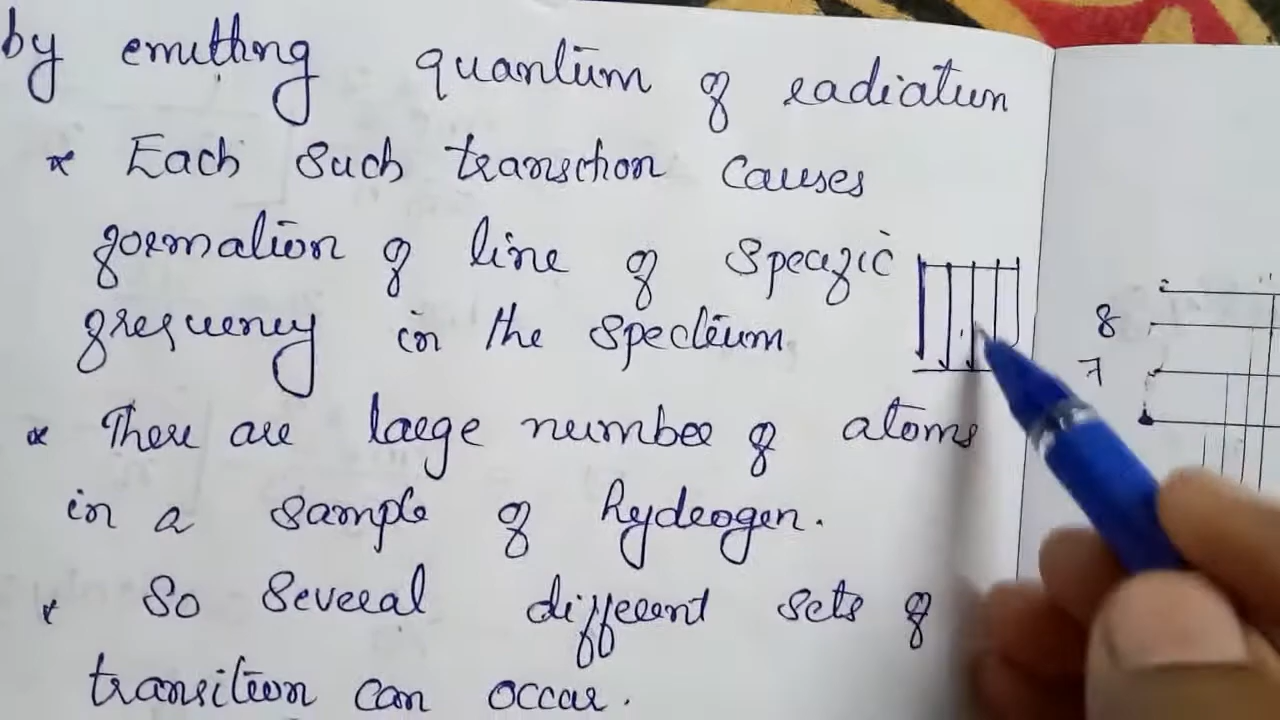 by emitting quantum of radiation
* Each such transition causes
formation of line of specific
frequency in the spectrum
* There are large number of atoms
in a sample of hydrogen.
* So several different sets of
transition can occur.
8
7